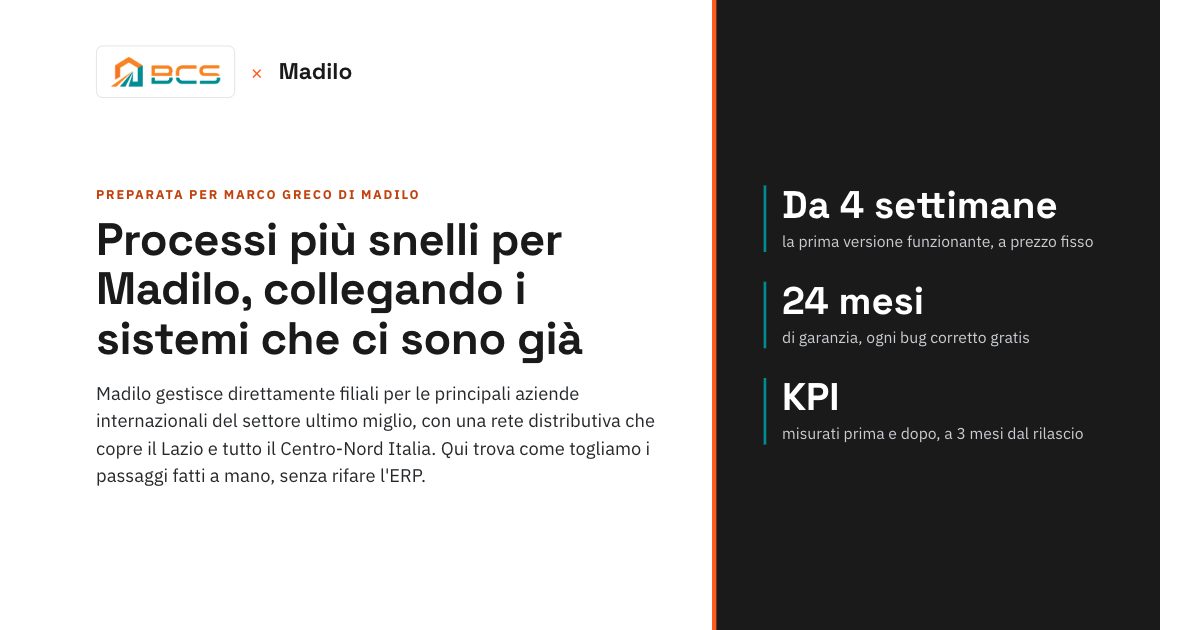 BCS × Madilo
PREPARATA PER MARCO GRECO DI MADILO
Processi più snelli per
Madilo, collegando i
sistemi che ci sono già
Madilo gestisce direttamente filiali per le principali aziende
internazionali del settore ultimo miglio, con una rete distributiva che
copre il Lazio e tutto il Centro-Nord Italia. Qui trova come togliamo i
passaggi fatti a mano, senza rifare l'ERP.
Da 4 settimane
la prima versione funzionante, a prezzo fisso
24 mesi
di garanzia, ogni bug corretto gratis
KPI
misurati prima e dopo, a 3 mesi dal rilascio